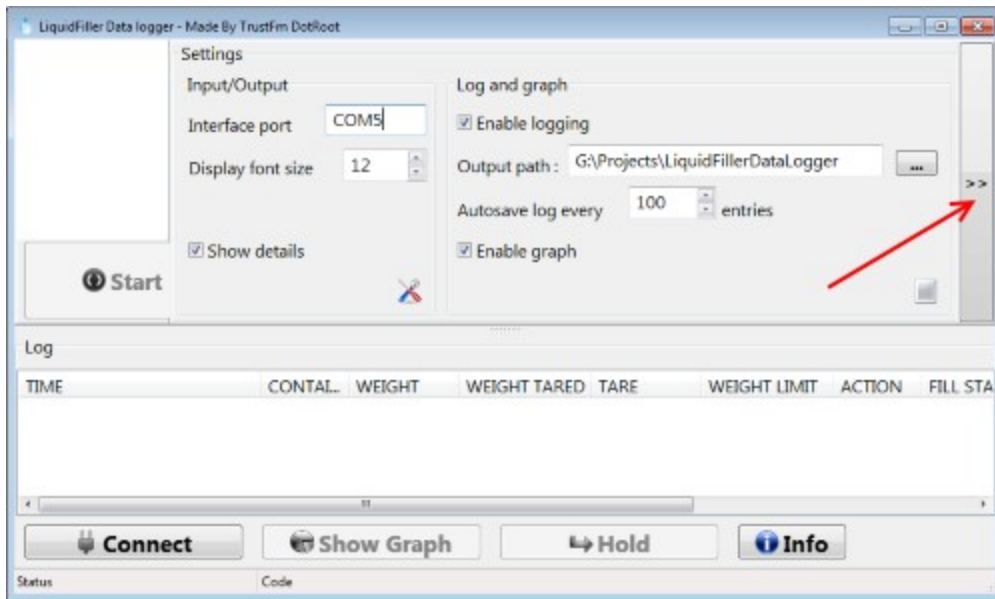 LiquidFiller Data logger - Made By TrustFm DotRoot
Settings
Input/Output
Interface port COM5
Display font size 12
Show details
Start
Log and graph
Enable logging
Output path : G:\Projects\LiquidFillerDataLogger ...
Autosave log every 100 entries
Enable graph
>>
Log
TIME CONTAI... WEIGHT WEIGHT TARED TARE WEIGHT LIMIT ACTION FILL STA
Connect Show Graph Hold Info
Status Code